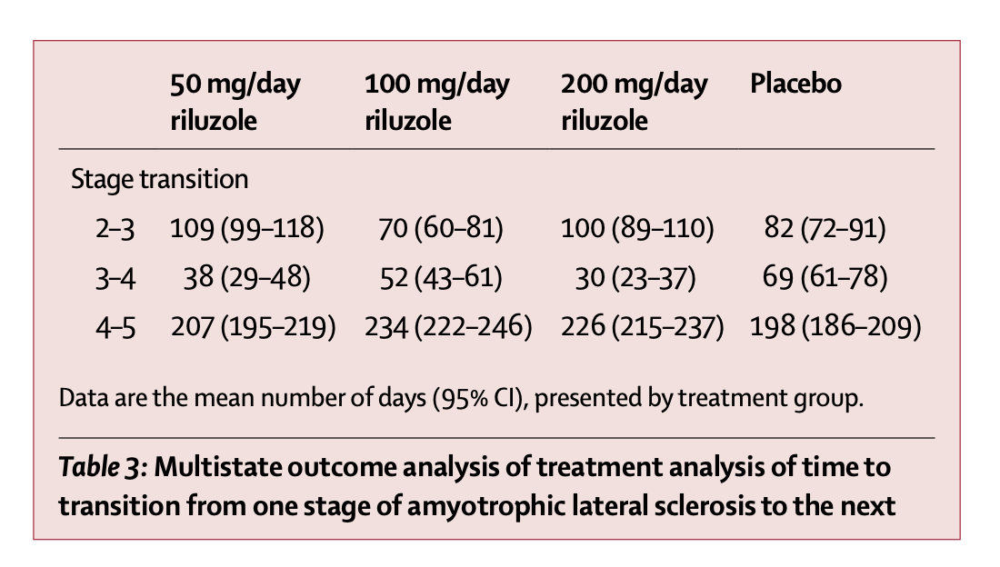 50 mg/day 100 mg/day 200 mg/day Placebo
riluzole riluzole riluzole
Stage transition
2–3 109 (99–118) 70 (60–81) 100 (89–110) 82 (72–91)
3–4 38 (29–48) 52 (43–61) 30 (23–37) 69 (61–78)
4–5 207 (195–219) 234 (222–246) 226 (215–237) 198 (186–209)
Data are the mean number of days (95% CI), presented by treatment group.
Table 3: Multistate outcome analysis of treatment analysis of time to
transition from one stage of amyotrophic lateral sclerosis to the next